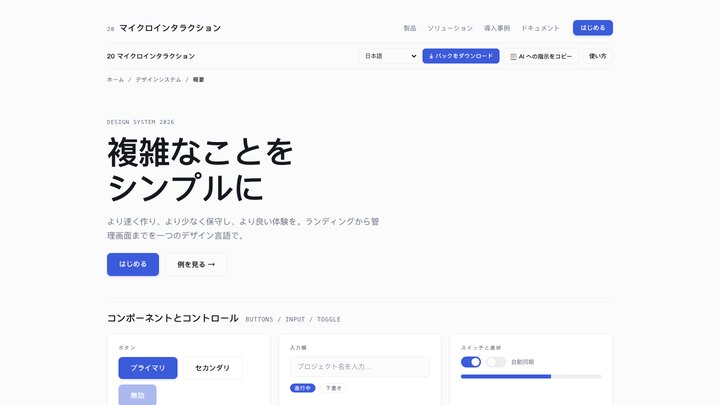 20 マイクロインタラクション
製品 ソリューション 導入事例 ドキュメント はじめる
20 マイクロインタラクション
日本語 パックをダウンロード AI への指示をコピー 使い方
ホーム / デザインシステム / 概要
DESIGN SYSTEM 2026
複雑なことを
シンプルに
より速く作り、より少なく保守し、より良い体験を。ランディングから管
理画面までを一つのデザイン言語で。
はじめる 例を見る →
コンポーネントとコントロール BUTTONS / INPUT / TOGGLE
ボタン
プライマリ セカンダリ
無効
入力欄
プロジェクト名を入力...
進行中 下書き
スイッチと進捗
自動同期